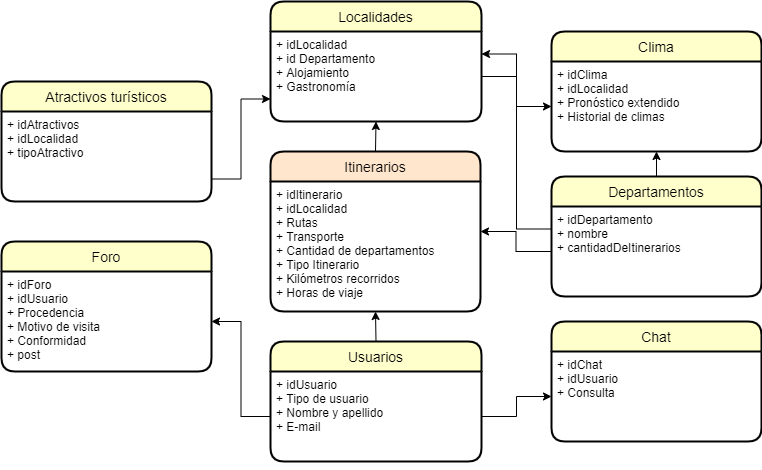 Localidades
+ idLocalidad
+ id Departamento
+ Alojamiento
+ Gastronomía
Clima
+ idClima
+ idLocalidad
+ Pronóstico extendido
+ Historial de climas
Atractivos turísticos
+ idAtractivos
+ idLocalidad
+ tipoAtractivo
Itinerarios
+ idItinerario
+ idLocalidad
+ Rutas
+ Transporte
+ Cantidad de departamentos
+ Tipo Itinerario
+ Kilómetros recorridos
+ Horas de viaje
Departamentos
+ idDepartamento
+ nombre
+ cantidadDeItinerarios
Foro
+ idForo
+ idUsuario
+ Procedencia
+ Motivo de visita
+ Conformidad
+ post
Usuarios
+ idUsuario
+ Tipo de usuario
+ Nombre y apellido
+ E-mail
Chat
+ idChat
+ idUsuario
+ Consulta